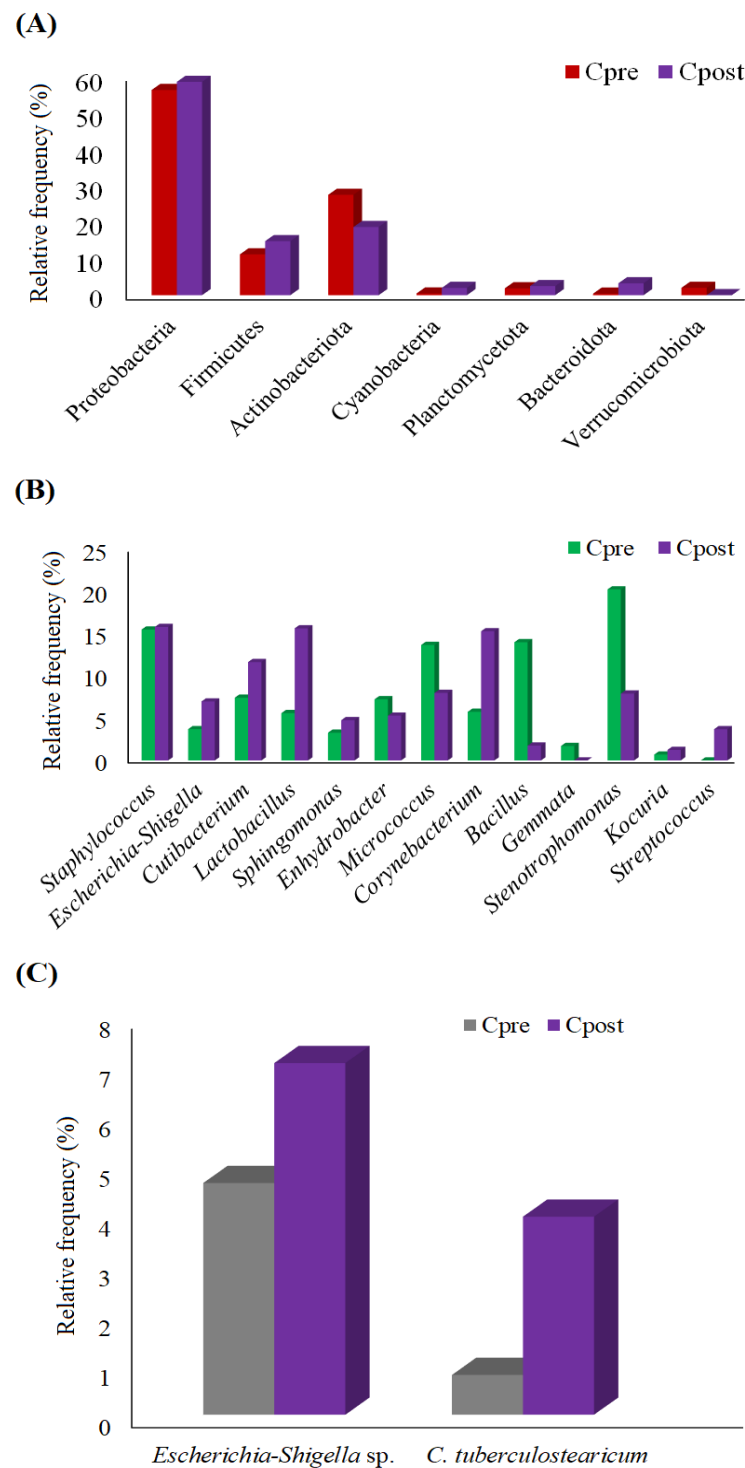 (A)
Cpre Cpost
Relative frequency (%)
60
50
40
30
20
10
0
Proteobacteria
Firmicutes
Actinobacteriota
Cyanobacteria
Planctomycetota
Bacteroidota
Verrucomicrobiota
(B)
Cpre Cpost
Relative frequency (%)
25
20
15
10
5
0
Staphylococcus
Escherichia-Shigella
Cutibacterium
Lactobacillus
Sphingomonas
Enhydrobacter
Micrococcus
Corynebacterium
Bacillus
Gemmata
Stenotrophomonas
Kocuria
Streptococcus
(C)
Cpre Cpost
Relative frequency (%)
8
7
6
5
4
3
2
1
0
Escherichia-Shigella sp. C. tuberculostearicum